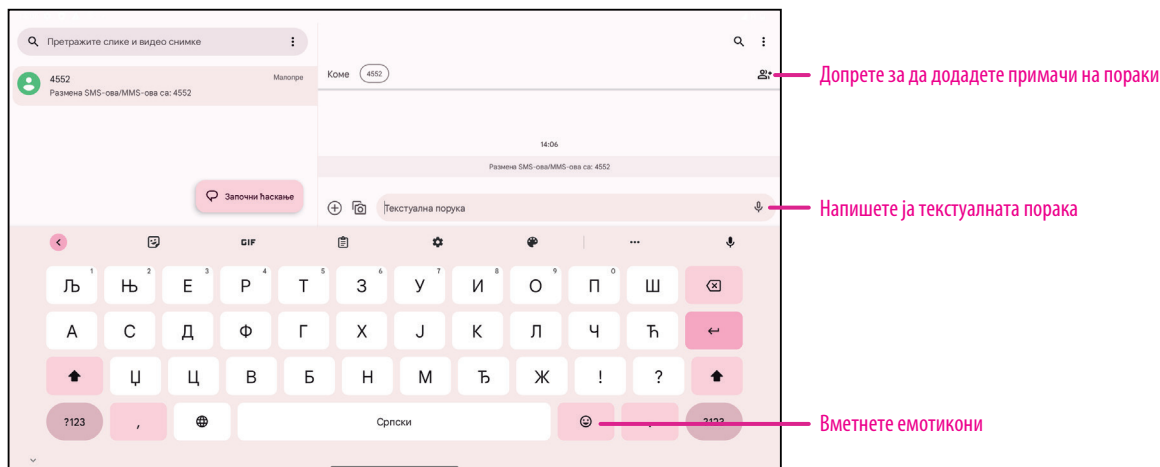 Претражите слике и видео снимке
4552
Малопре
Размена SMS-ова/MMS-ова са: 4552
Започни ћаскање
Коме
4552
14:06
Размена SMS-ова/MMS-ова са: 4552
Текстуална порука
Допрете за да додадете примачи на пораки
Напишете ја текстуалната порака
GIF
Љ 1 Њ 2 Е 3 Р 4 Т 5 З 6 У 7 И 8 О 9 П 0 Ш
А С Д Ф Г Х Ј К Л Ч Ћ
Џ Ц В Б Н М Ђ Ж ! ?
?123 , Српски . ?123
Вметнете емотикони